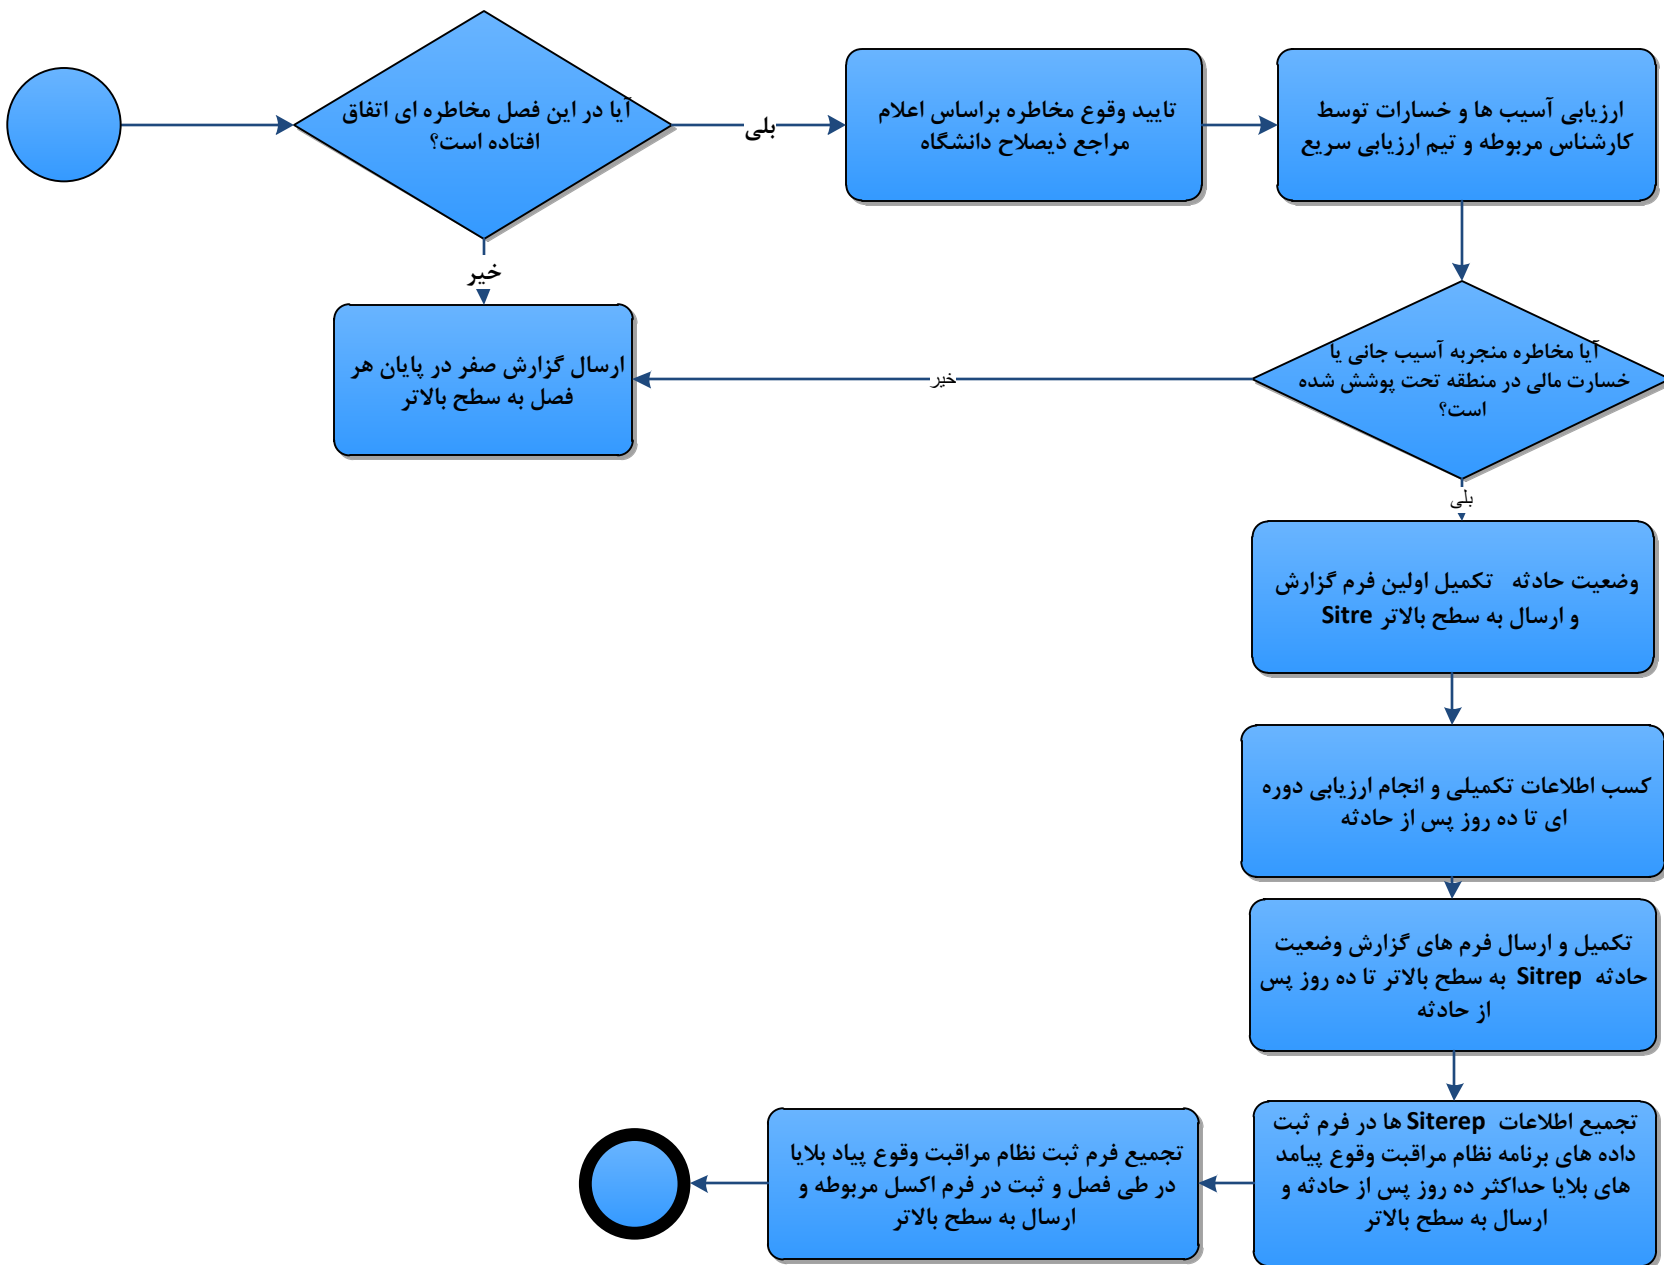 آیا در این فصل مخاطره ای اتفاق
افتاده است؟
بلی
تایید وقوع مخاطره براساس اعلام
مراجع ذیصلاح دانشگاه
ارزیابی آسیب ها و خسارات توسط
کارشناس مربوطه و تیم ارزیابی سریع
خیر
ارسال گزارش صفر در پایان هر
فصل به سطح بالاتر
خیر
آیا مخاطره منجربه آسیب جانی یا
خسارت مالی در منطقه تحت پوشش شده
است؟
بلی
وضعیت حادثه تکمیل اولین فرم گزارش
و ارسال به سطح بالاتر Sitre
کسب اطلاعات تکمیلی و انجام ارزیابی دوره
ای تا ده روز پس از حادثه
تکمیل و ارسال فرم های گزارش وضعیت
حادثه Sitrep به سطح بالاتر تا ده روز پس
از حادثه
تجمیع اطلاعات Siterep ها در فرم ثبت
داده های برنامه نظام مراقبت وقوع پیامد
های بلایا حداکثر ده روز پس از حادثه و
ارسال به سطح بالاتر
تجمیع فرم ثبت نظام مراقبت وقوع پیاد بلایا
در طی فصل و ثبت در فرم اکسل مربوطه و
ارسال به سطح بالاتر